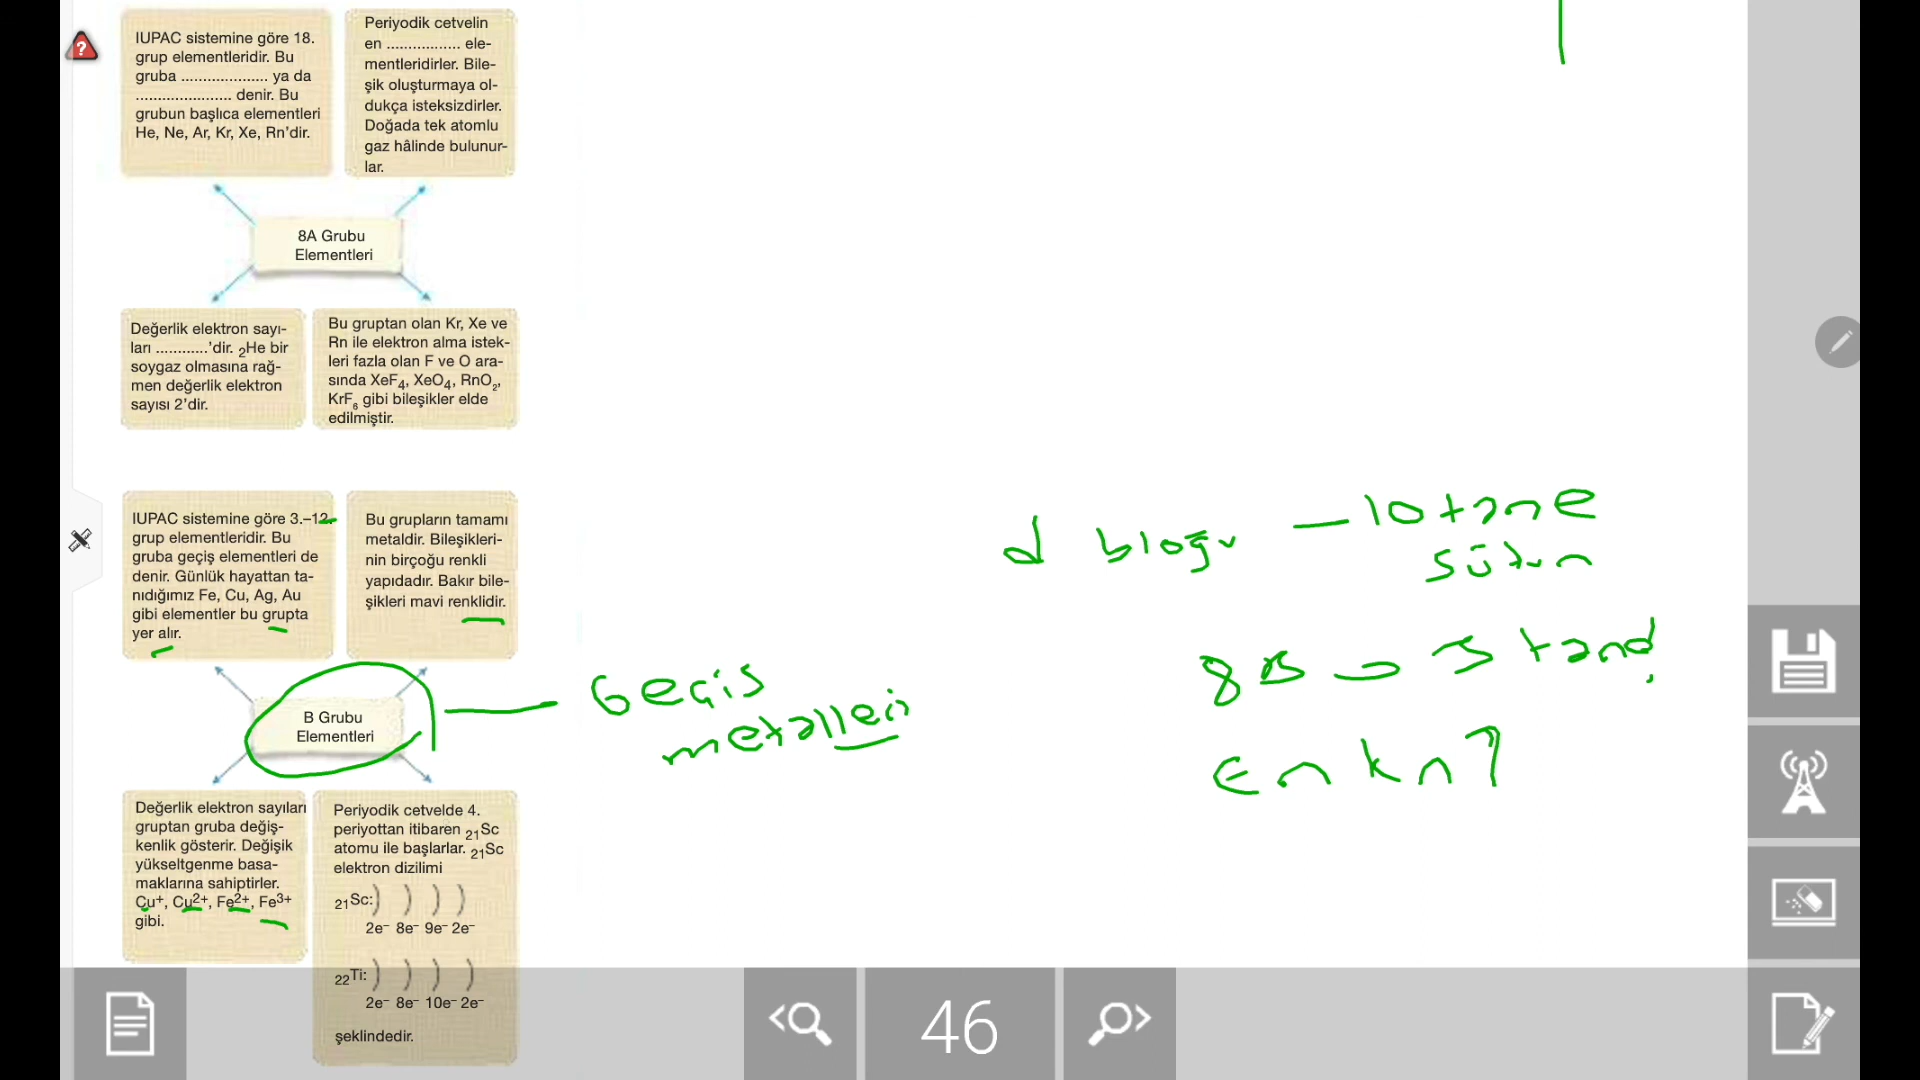 IUPAC sistemine göre 18.
grup elementleridir. Bu
gruba .................... ya da
...................... denir. Bu
grubun başlıca elementleri
He, Ne, Ar, Kr, Xe, Rn'dir.
Periyodik cetvelin
en ................. ele-
mentleridirler. Bile-
şik oluşturmaya ol-
dukça isteksizdirler.
Doğada tek atomlu
gaz hâlinde bulunur-
lar.
8A Grubu
Elementleri
Değerlik elektron sayı-
ları ............'dir. ₂He bir
soygaz olmasına rağ-
men değerlik elektron
sayısı 2'dir.
Bu gruptan olan Kr, Xe ve
Rn ile elektron alma istek-
leri fazla olan F ve O ara-
sında XeF₄, XeO₄, RnO₂,
KrF₆ gibi bileşikler elde
edilmiştir.
IUPAC sistemine göre 3.–12.
grup elementleridir. Bu
gruba geçiş elementleri de
denir. Günlük hayattan ta-
nıdığımız Fe, Cu, Ag, Au
gibi elementler bu grupta
yer alır.
Bu grupların tamamı
metaldir. Bileşikleri-
nin birçoğu renkli
yapıdadır. Bakır bile-
şikleri mavi renklidir.
d bloğu — 10 tane
sütun
8B
Geçiş
metalleri
B Grubu
Elementleri
Değerlik elektron sayıları
gruptan gruba değiş-
kenlik gösterir. Değişik
yükseltgenme basa-
maklarına sahiptirler.
Cu⁺, Cu²⁺, Fe²⁺, Fe³⁺
gibi.
Periyodik cetvelde 4.
periyottan itibaren ₂₁Sc
atomu ile başlarlar. ₂₁Sc
elektron dizilimi
₂₁Sc: ) ) ) )
2e⁻ 8e⁻ 9e⁻ 2e⁻
₂₂Ti: ) ) ) )
2e⁻ 8e⁻ 10e⁻ 2e⁻
şeklindedir.
46